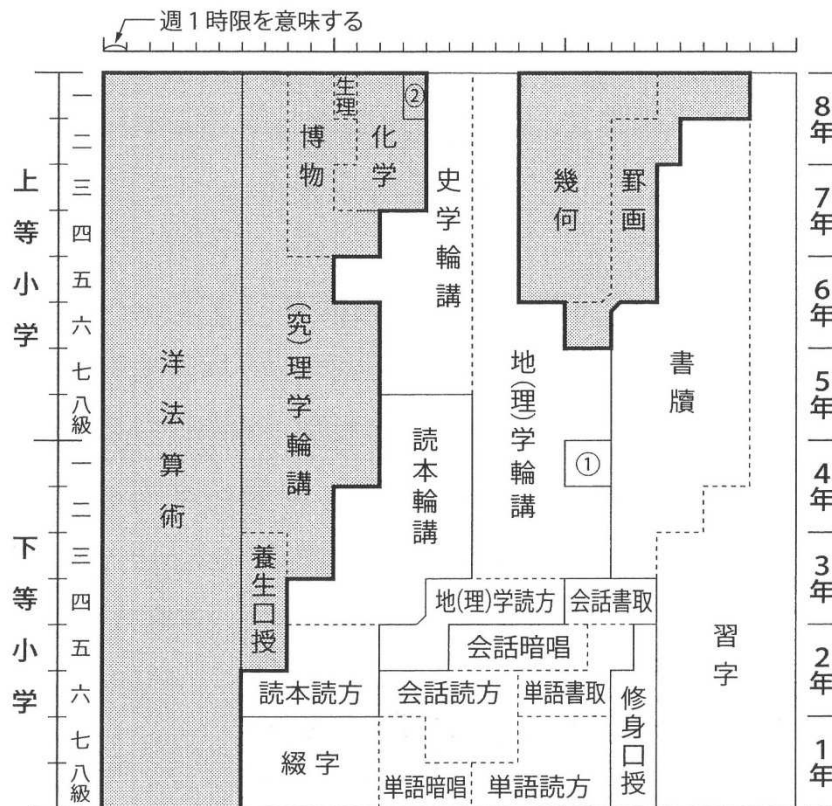 週1時限を意味する
上等小学
下等小学
一
二
三
四
五
六
七
八級
一
二
三
四
五
六
七
八級
8年
7年
6年
5年
4年
3年
2年
1年
洋法算術
(究)理学輪講
養生口授
博物
生理
化学
②
史学輪講
読本輪講
地(理)学輪講
①
幾何
罫画
書牘
習字
地(理)学読方
会話書取
会話暗唱
読本読方
会話読方
単語書取
修身口授
綴字
単語暗唱
単語読方